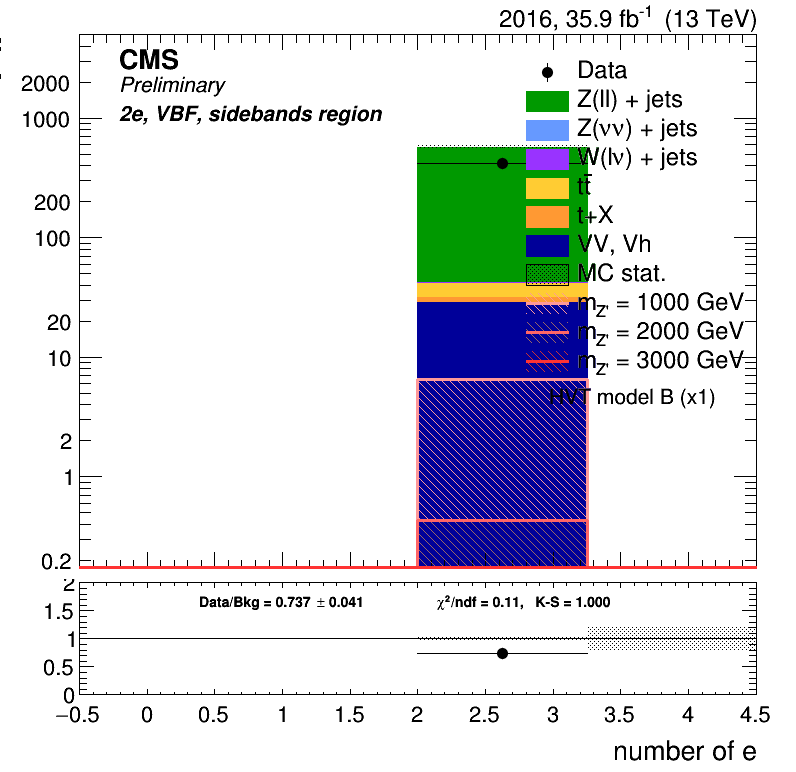 2016, 35.9 fb⁻¹ (13 TeV)
CMS
Preliminary
2e, VBF, sidebands region
Data
Z(ll) + jets
Z(νν) + jets
W(lν) + jets
tt̄
t+X
VV, Vh
MC stat.
m_Z' = 1000 GeV
m_Z' = 2000 GeV
m_Z' = 3000 GeV
HVT model B (x1)
2000
1000
200
100
20
10
2
1
0.2
Data/Bkg = 0.737 ± 0.041
χ²/ndf = 0.11, K-S = 1.000
2
1.5
1
0.5
0
−0.5 0 0.5 1 1.5 2 2.5 3 3.5 4 4.5
number of e